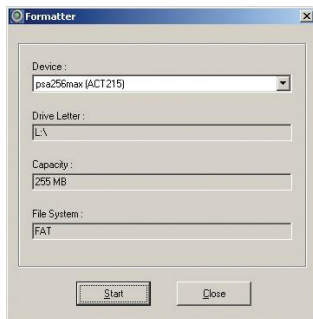 Formatter
Device :
psa256max (ACT215)
Drive Letter :
L:\
Capacity :
255 MB
File System :
FAT
Start
Close